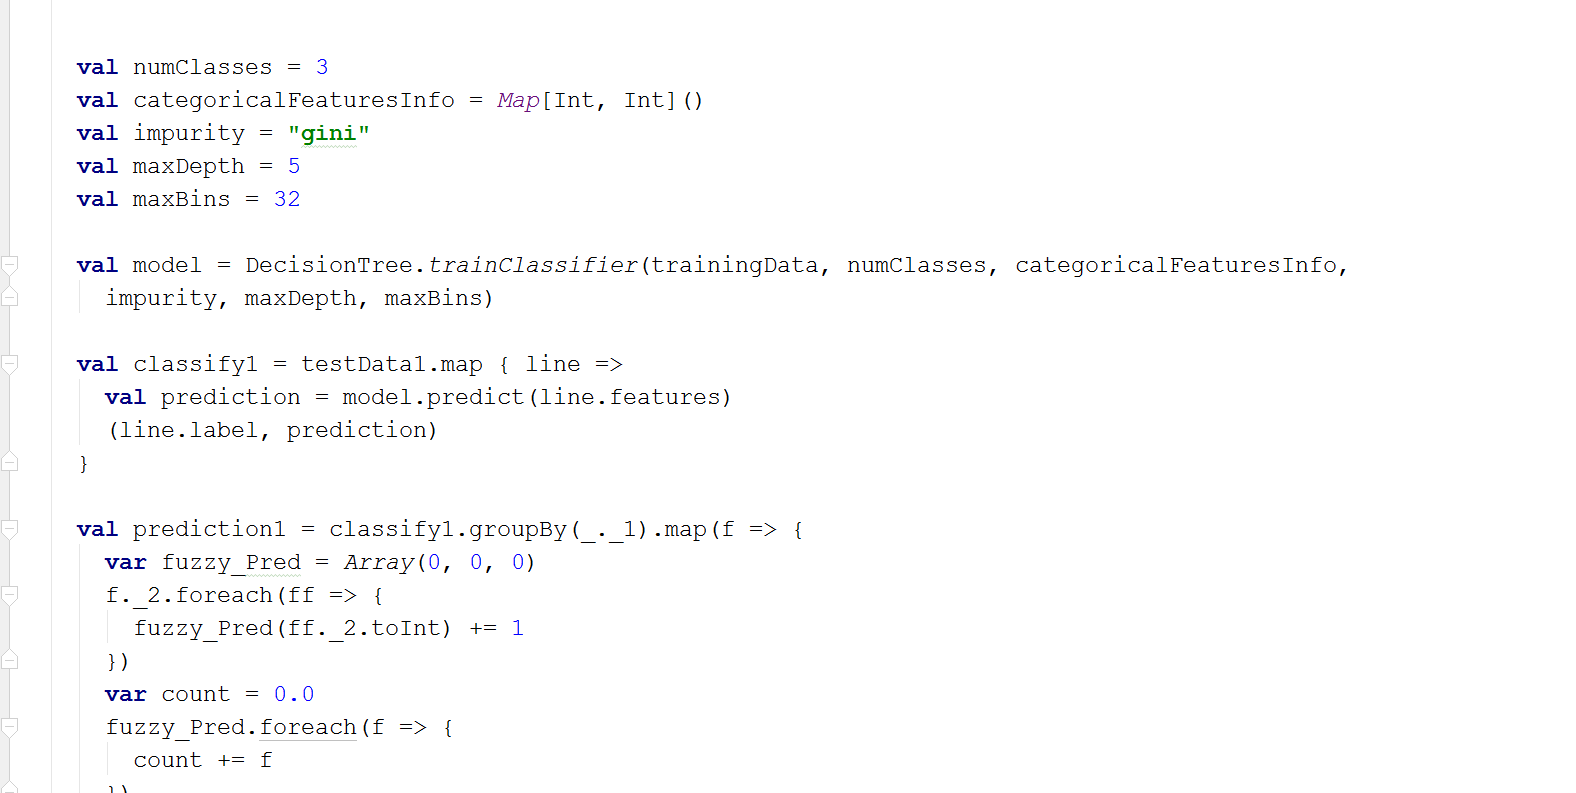 val numClasses = 3
val categoricalFeaturesInfo = Map[Int, Int]()
val impurity = "gini"
val maxDepth = 5
val maxBins = 32
val model = DecisionTree.trainClassifier(trainingData, numClasses, categoricalFeaturesInfo,
impurity, maxDepth, maxBins)
val classify1 = testData1.map { line =>
val prediction = model.predict(line.features)
(line.label, prediction)
}
val prediction1 = classify1.groupBy(_._1).map(f => {
var fuzzy_Pred = Array(0, 0, 0)
f._2.foreach(ff => {
fuzzy_Pred(ff._2.toInt) += 1
})
var count = 0.0
fuzzy_Pred.foreach(f => {
count += f
})